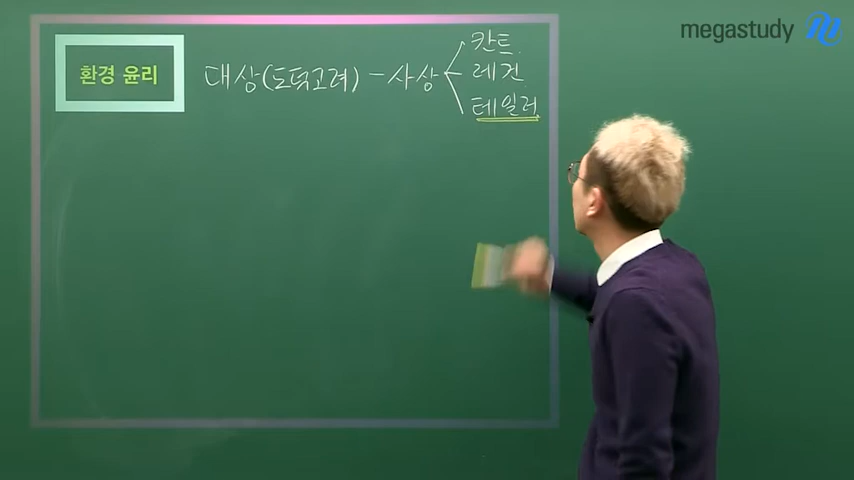 megastudy
환경 윤리
대상(도덕고려) - 사상
칸트
레건
테일러